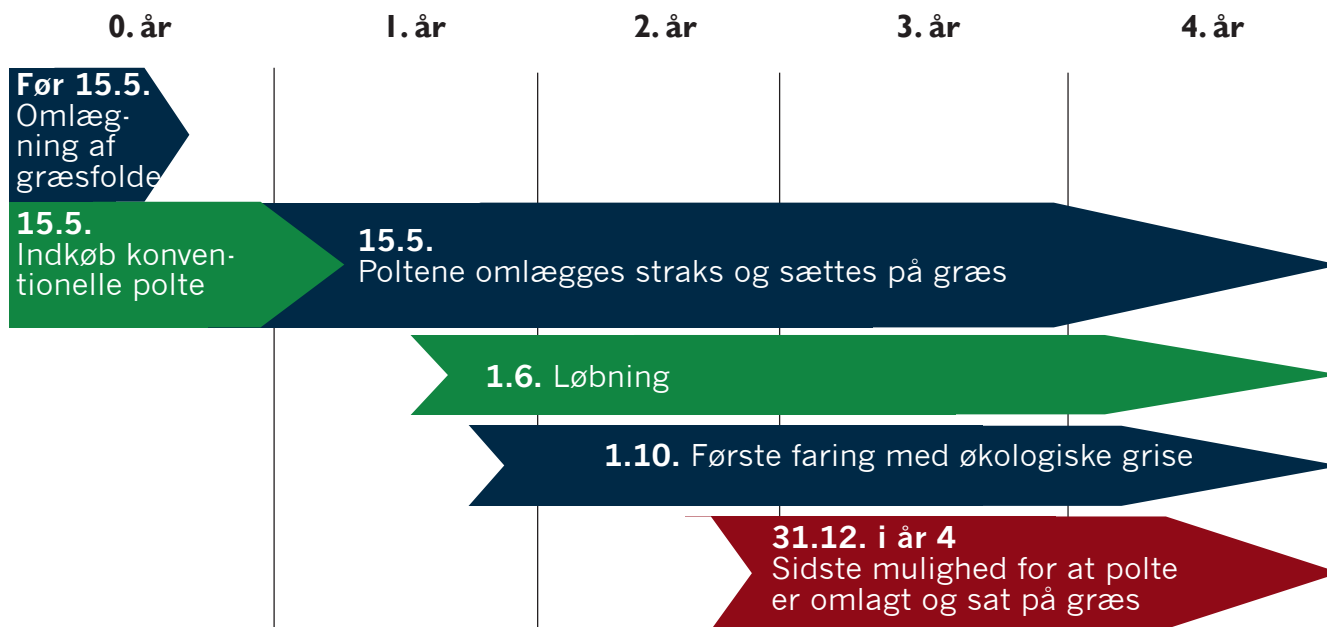 0. år 1. år 2. år 3. år 4. år
Før 15.5.
Omlæg-
ning af
græsfolde
15.5.
Indkøb konven-
tionelle polte
15.5.
Poltene omlægges straks og sættes på græs
1.6. Løbning
1.10. Første faring med økologiske grise
31.12. i år 4
Sidste mulighed for at polte
er omlagt og sat på græs